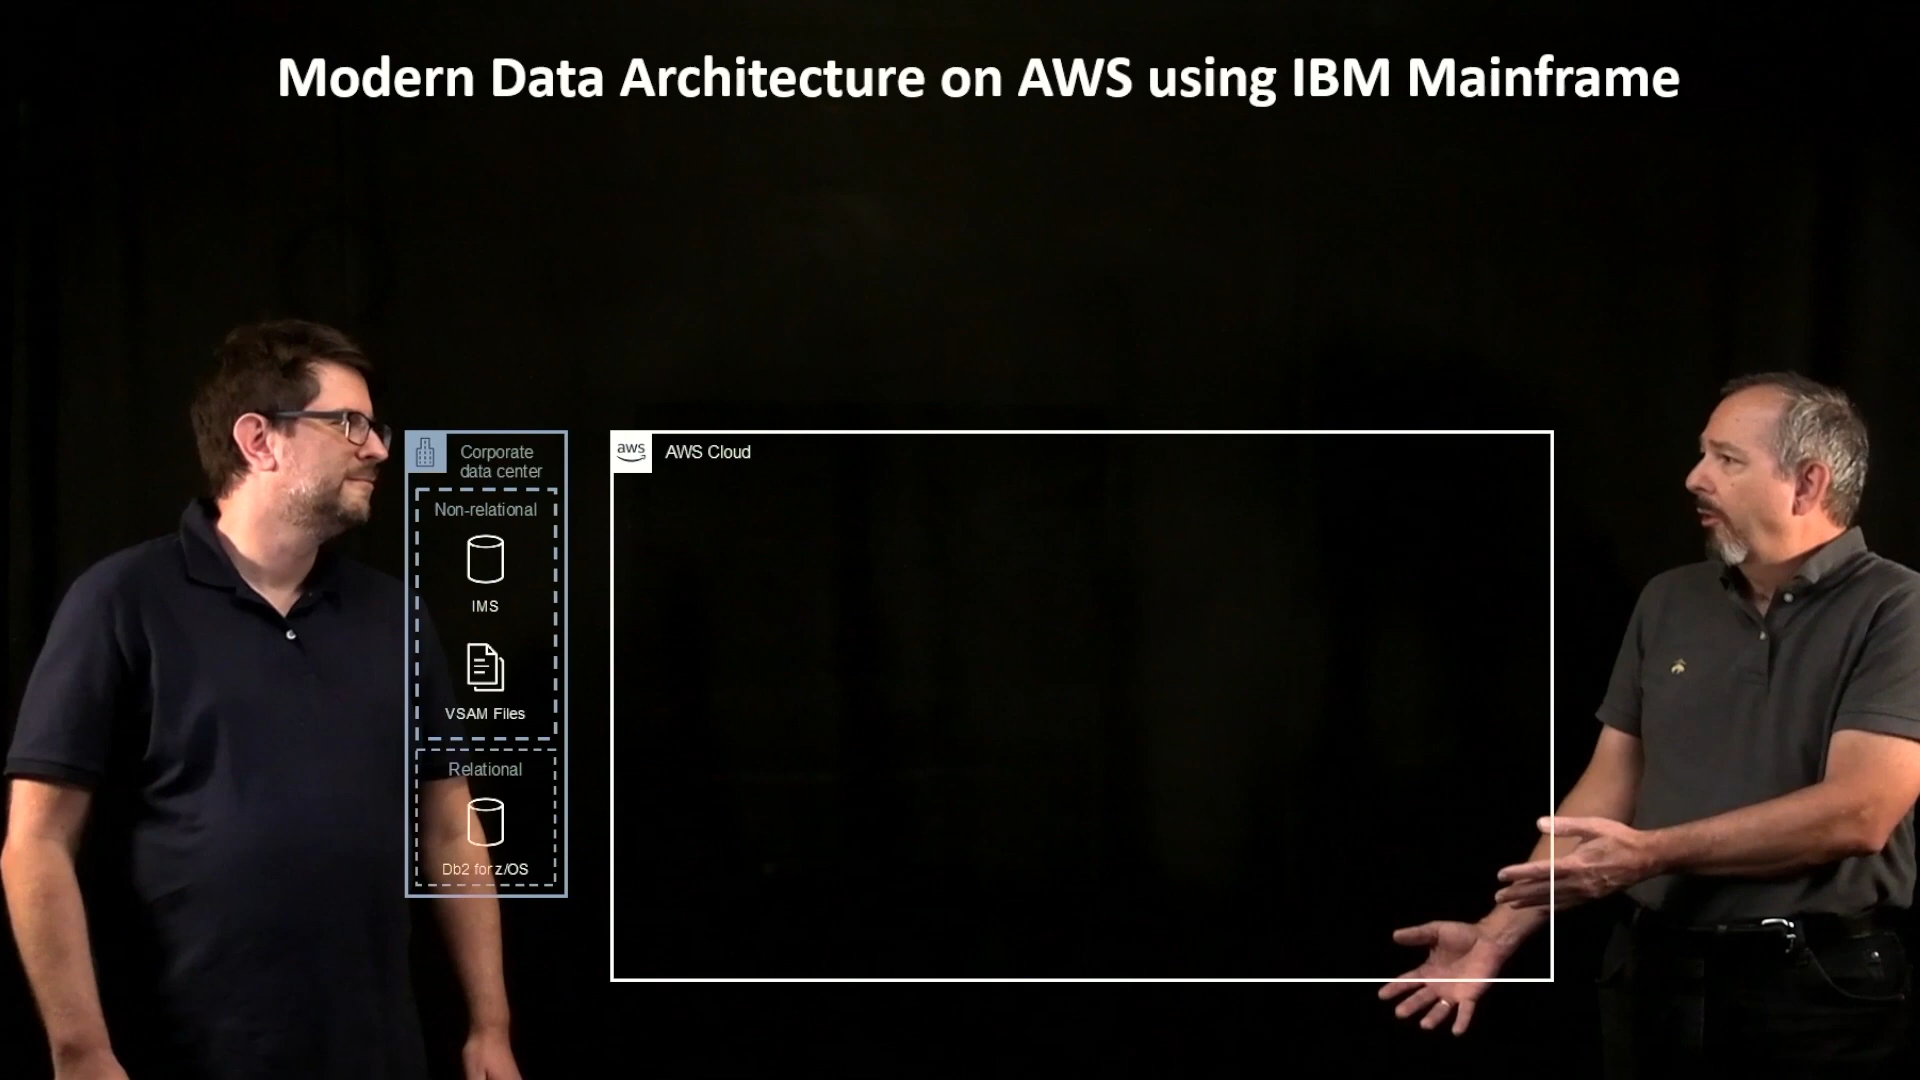 Modern Data Architecture on AWS using IBM Mainframe
Corporate
data center
Non-relational
IMS
VSAM Files
Relational
Db2 for z/OS
aws
AWS Cloud